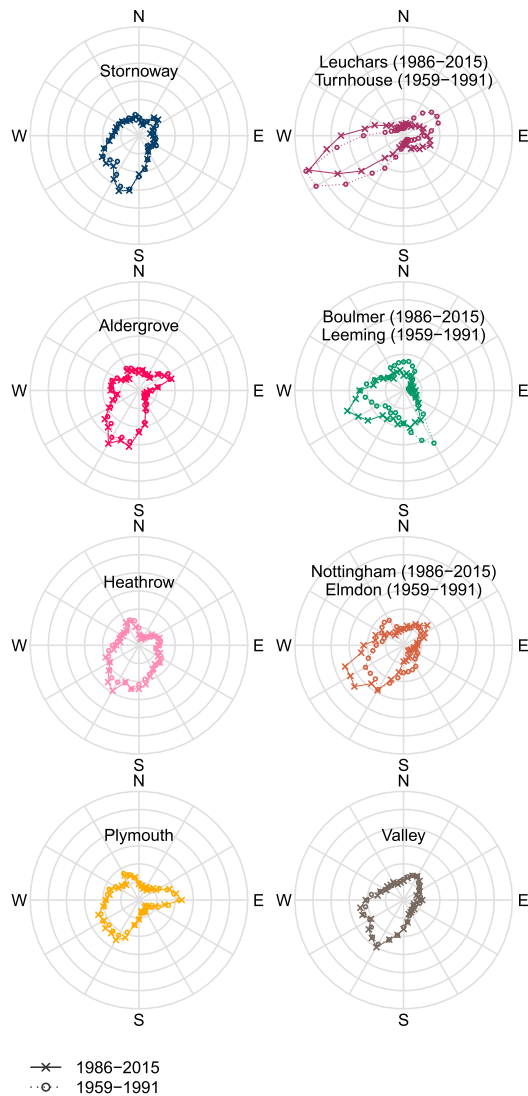 N
Stornoway
W
E
S
N
Leuchars (1986−2015)
Turnhouse (1959−1991)
W
E
S
N
Aldergrove
W
E
S
N
Boulmer (1986−2015)
Leeming (1959−1991)
W
E
S
N
Heathrow
W
E
S
N
Nottingham (1986−2015)
Elmdon (1959−1991)
W
E
S
N
Plymouth
W
E
S
N
Valley
W
E
S
1986−2015
1959−1991